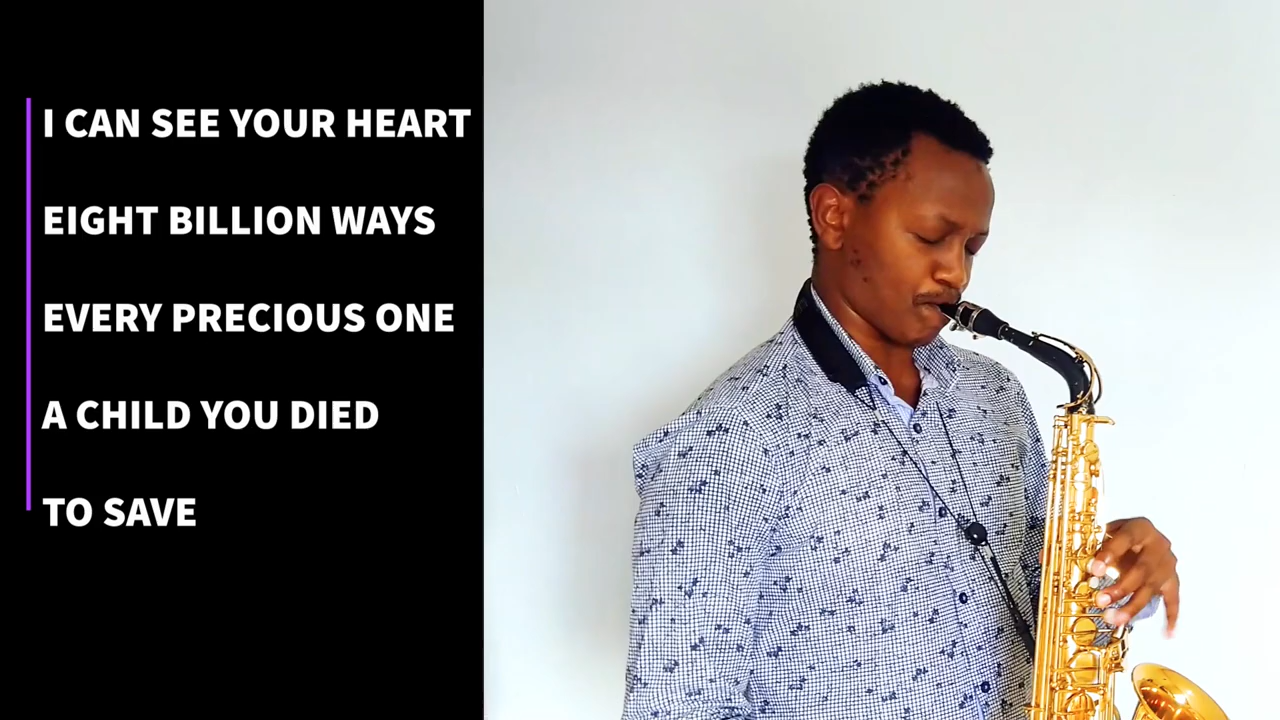 I CAN SEE YOUR HEART
EIGHT BILLION WAYS
EVERY PRECIOUS ONE
A CHILD YOU DIED
TO SAVE